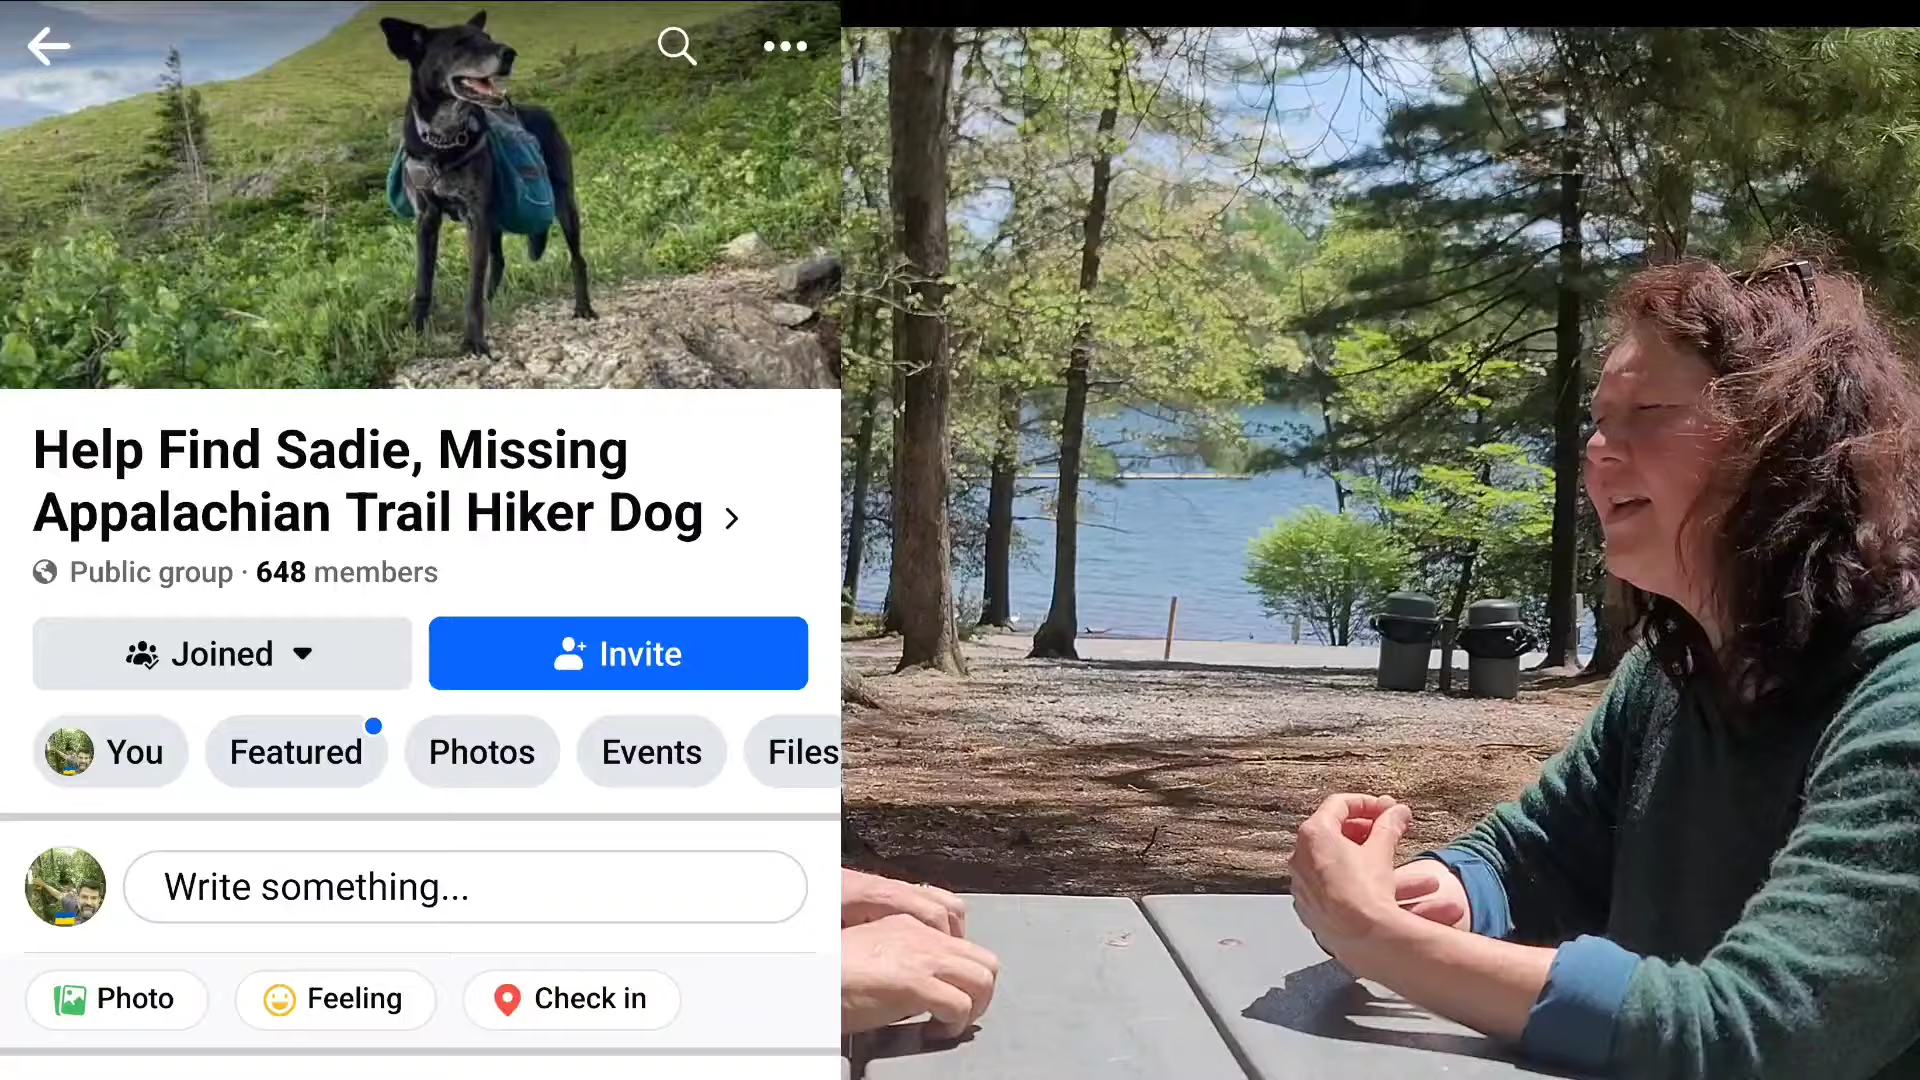 Help Find Sadie, Missing
Appalachian Trail Hiker Dog
Public group · 648 members
Joined
Invite
You
Featured
Photos
Events
Files
Write something...
Photo
Feeling
Check in